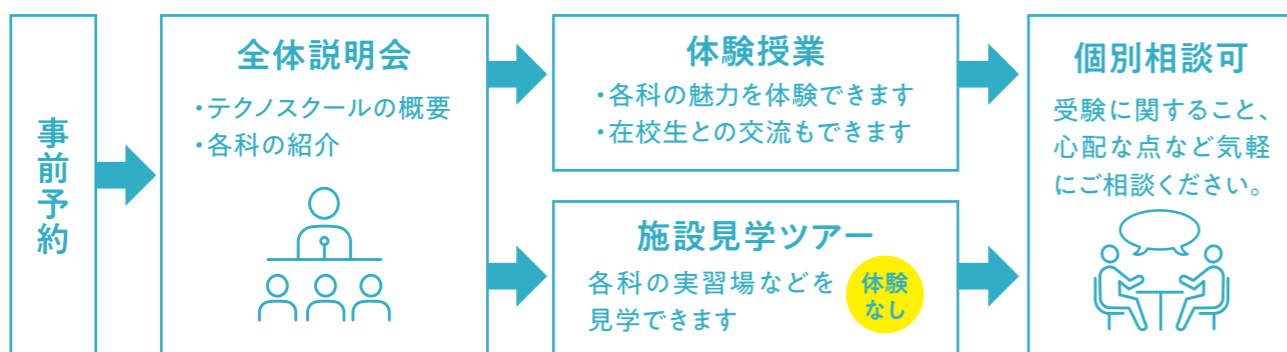 事前予約
全体説明会
・テクノスクールの概要
・各科の紹介
体験授業
・各科の魅力を体験できます
・在校生との交流もできます
施設見学ツアー
各科の実習場などを
見学できます
体験
なし
個別相談可
受験に関すること、
心配な点など気軽
にご相談ください。